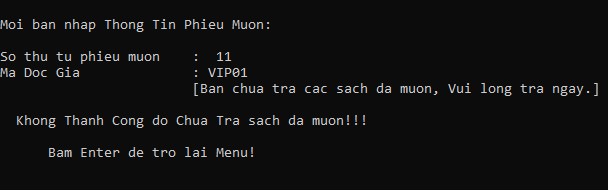 Moi ban nhap Thong Tin Phieu Muon:
So thu tu phieu muon    :  11
Ma Doc Gia              : VIP01
[Ban chua tra cac sach da muon, Vui long tra ngay.]
Khong Thanh Cong do Chua Tra sach da muon!!!
Bam Enter de tro lai Menu!